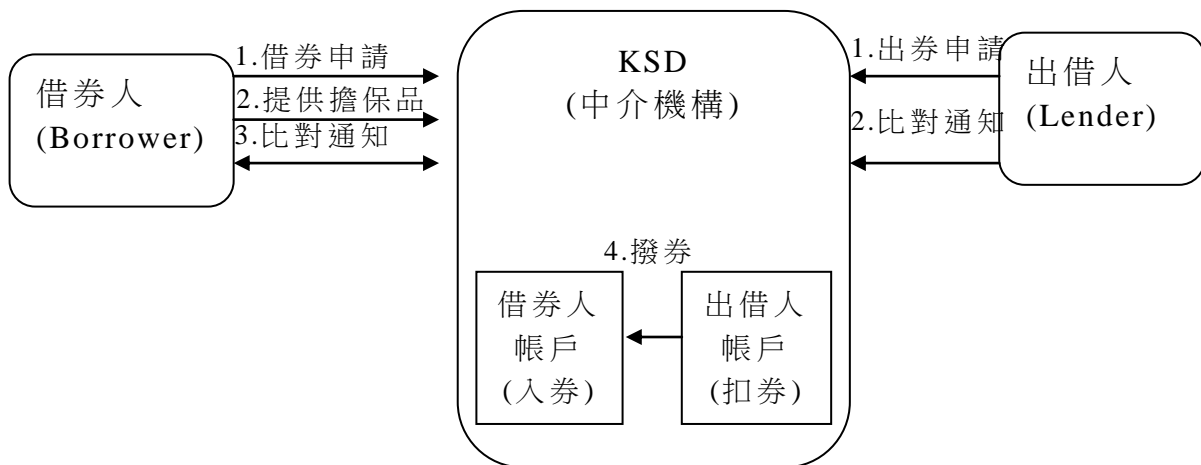 借券人
(Borrower)
1.借券申請
2.提供擔保品
3.比對通知
KSD
(中介機構)
1.出券申請
2.比對通知
出借人
(Lender)
4.撥券
借券人
帳戶
(入券)
出借人
帳戶
(扣券)